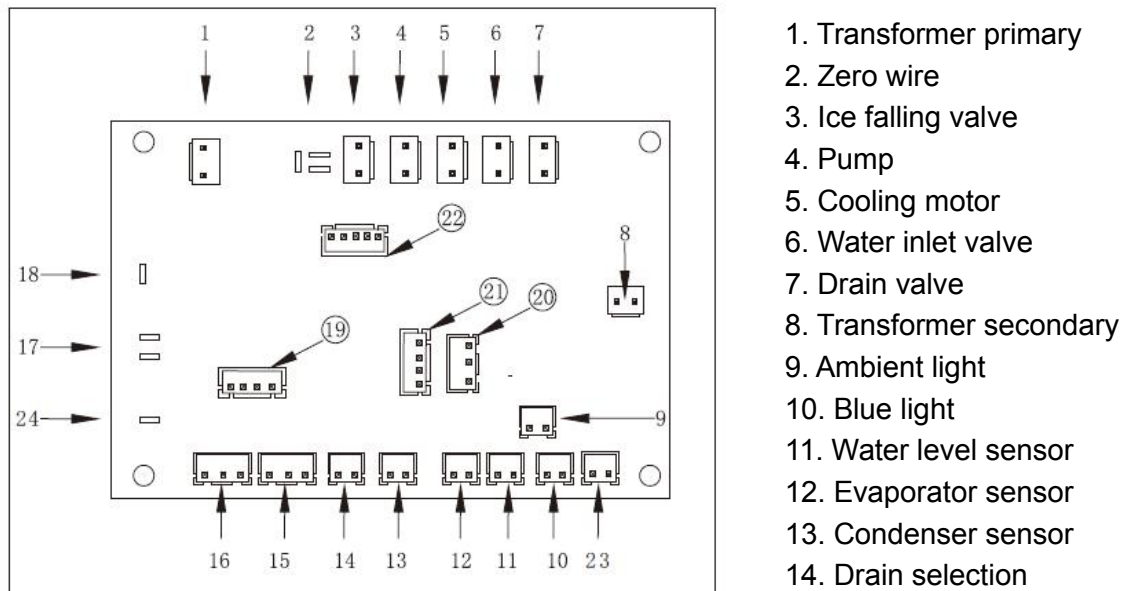 1 2 3 4 5 6 7
22
8
18
21 20
19
17
24
9
16 15 14 13 12 11 10 23
1. Transformer primary
2. Zero wire
3. Ice falling valve
4. Pump
5. Cooling motor
6. Water inlet valve
7. Drain valve
8. Transformer secondary
9. Ambient light
10. Blue light
11. Water level sensor
12. Evaporator sensor
13. Condenser sensor
14. Drain selection